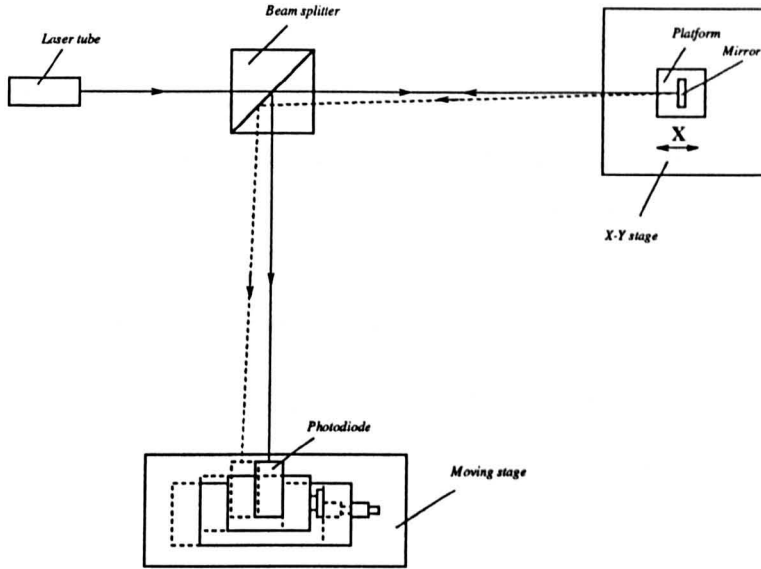 Beam splitter
Laser tube
Platform
Mirror
X
X-Y stage
Photodiode
Moving stage